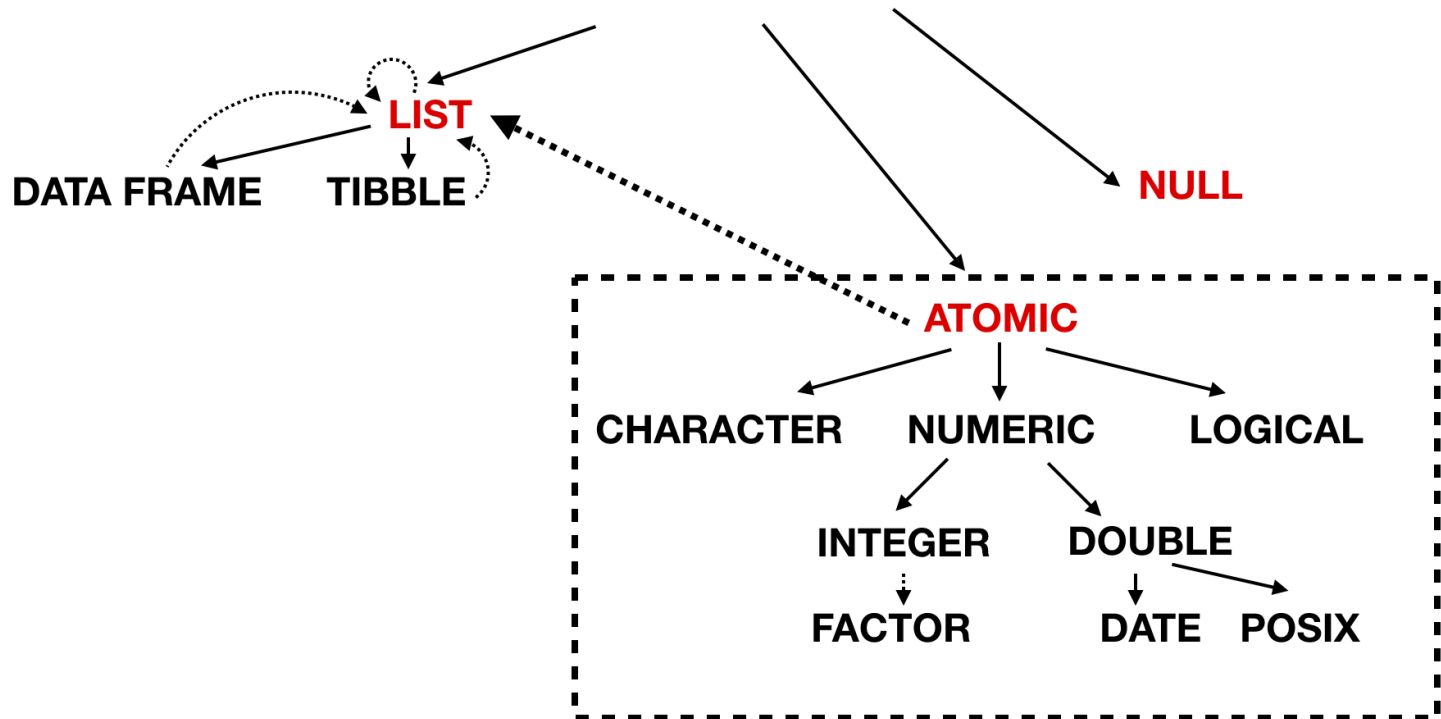 LIST
DATA FRAME
TIBBLE
NULL
ATOMIC
CHARACTER
NUMERIC
LOGICAL
INTEGER
DOUBLE
FACTOR
DATE
POSIX